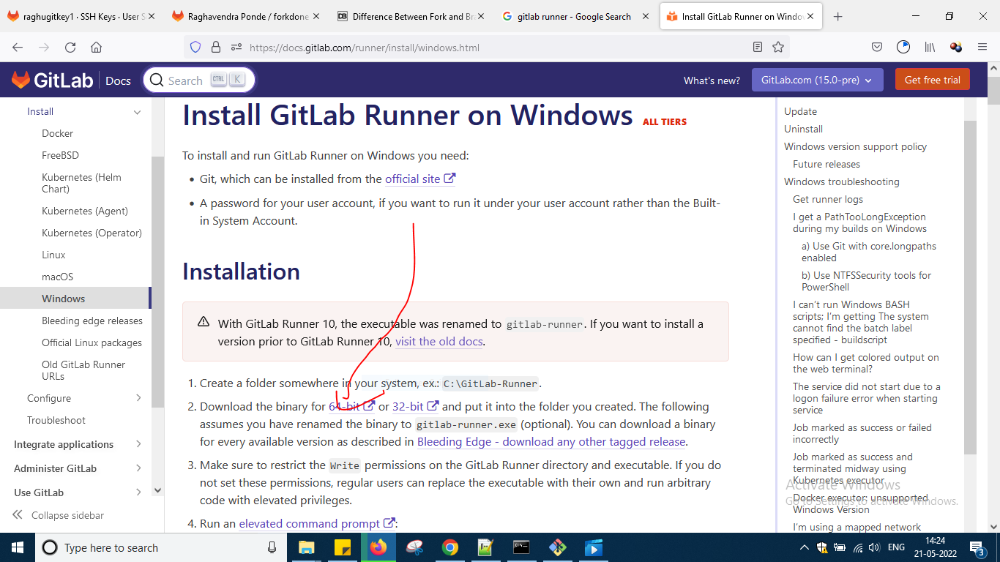 raghugitkey1 · SSH Keys · User S
Raghavendra Ponde / forkdone
Difference Between Fork and Bra
gitlab runner - Google Search
Install GitLab Runner on Window
https://docs.gitlab.com/runner/install/windows.html
GitLab Docs
Search CTRL K
What's new?
GitLab.com (15.0-pre)
Get free trial
Install
Docker
FreeBSD
Kubernetes (Helm
Chart)
Kubernetes (Agent)
Kubernetes (Operator)
Linux
macOS
Windows
Bleeding edge releases
Official Linux packages
Old GitLab Runner
URLs
Configure
Troubleshoot
Integrate applications
Administer GitLab
Use GitLab
Collapse sidebar
Install GitLab Runner on Windows ALL TIERS
To install and run GitLab Runner on Windows you need:
• Git, which can be installed from the official site
• A password for your user account, if you want to run it under your user account rather than the Built-
in System Account.
Installation
With GitLab Runner 10, the executable was renamed to gitlab-runner. If you want to install a
version prior to GitLab Runner 10, visit the old docs.
1. Create a folder somewhere in your system, ex.: C:\GitLab-Runner.
2. Download the binary for 64-bit or 32-bit and put it into the folder you created. The following
assumes you have renamed the binary to gitlab-runner.exe (optional). You can download a binary
for every available version as described in Bleeding Edge - download any other tagged release.
3. Make sure to restrict the Write permissions on the GitLab Runner directory and executable. If you do
not set these permissions, regular users can replace the executable with their own and run arbitrary
code with elevated privileges.
4. Run an elevated command prompt:
Update
Uninstall
Windows version support policy
Future releases
Windows troubleshooting
Get runner logs
I get a PathTooLongException
during my builds on Windows
a) Use Git with core.longpaths
enabled
b) Use NTFSSecurity tools for
PowerShell
I can't run Windows BASH
scripts; I'm getting The system
cannot find the batch label
specified - buildscript
How can I get colored output on
the web terminal?
The service did not start due to a
logon failure error when starting
service
Job marked as success or failed
incorrectly
Job marked as success and
terminated midway using
Kubernetes executor
Docker executor: unsupported
Windows Version
I'm using a mapped network
Activate Windows
Go to Settings to activate Windows.
Type here to search
ENG
14:24
21-05-2022
3